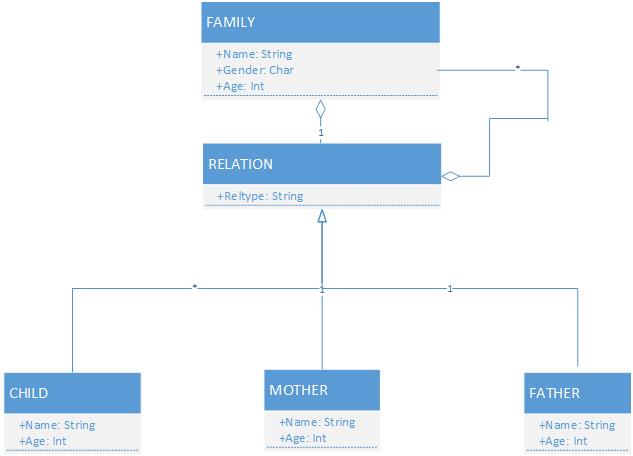 FAMILY
+Name: String
+Gender: Char
+Age: Int
*
1
RELATION
+Reltype: String
*
1
1
CHILD
+Name: String
+Age: Int
MOTHER
+Name: String
+Age: Int
FATHER
+Name: String
+Age: Int